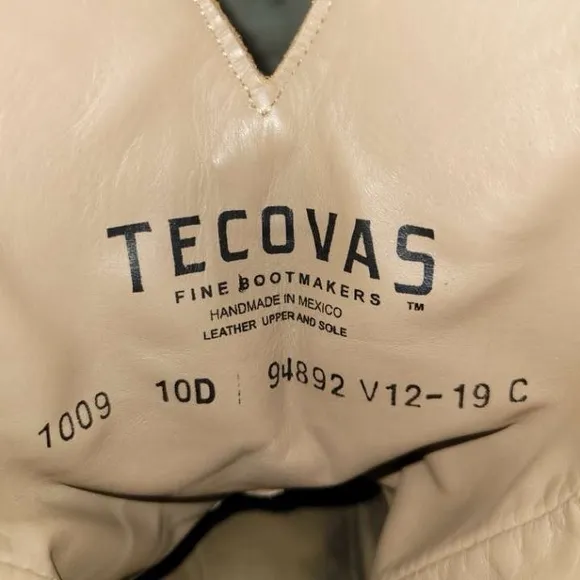 TECOVAS
FINE BOOTMAKERS ™
HANDMADE IN MEXICO
LEATHER UPPER AND SOLE
1009 10D 94892 V12-19 C